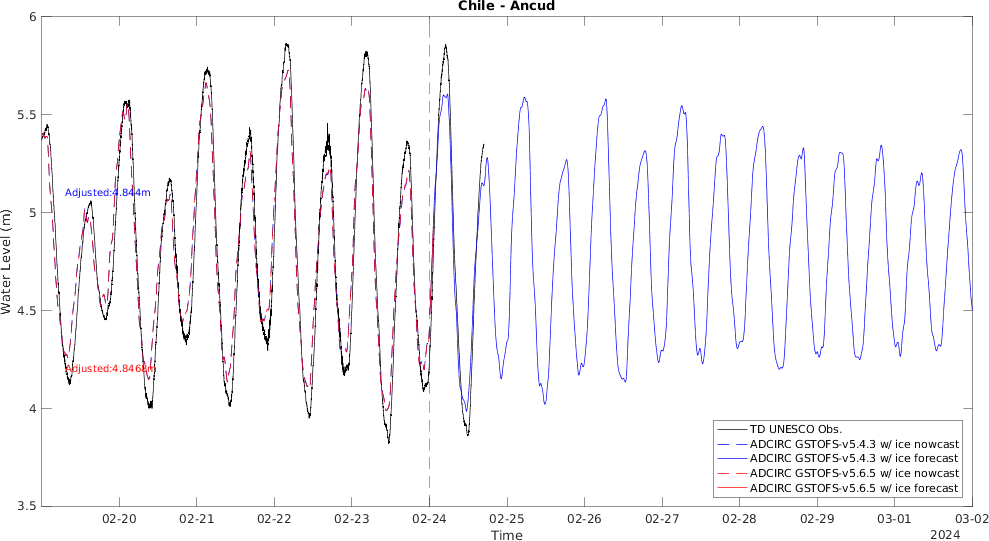 Chile - Ancud
6
5.5
5
4.5
4
3.5
Water Level (m)
Adjusted:4.844m
Adjusted:4.8468m
TD UNESCO Obs.
ADCIRC GSTOFS-v5.4.3 w/ ice nowcast
ADCIRC GSTOFS-v5.4.3 w/ ice forecast
ADCIRC GSTOFS-v5.6.5 w/ ice nowcast
ADCIRC GSTOFS-v5.6.5 w/ ice forecast
02-20 02-21 02-22 02-23 02-24 02-25 02-26 02-27 02-28 02-29 03-01 03-02
Time
2024